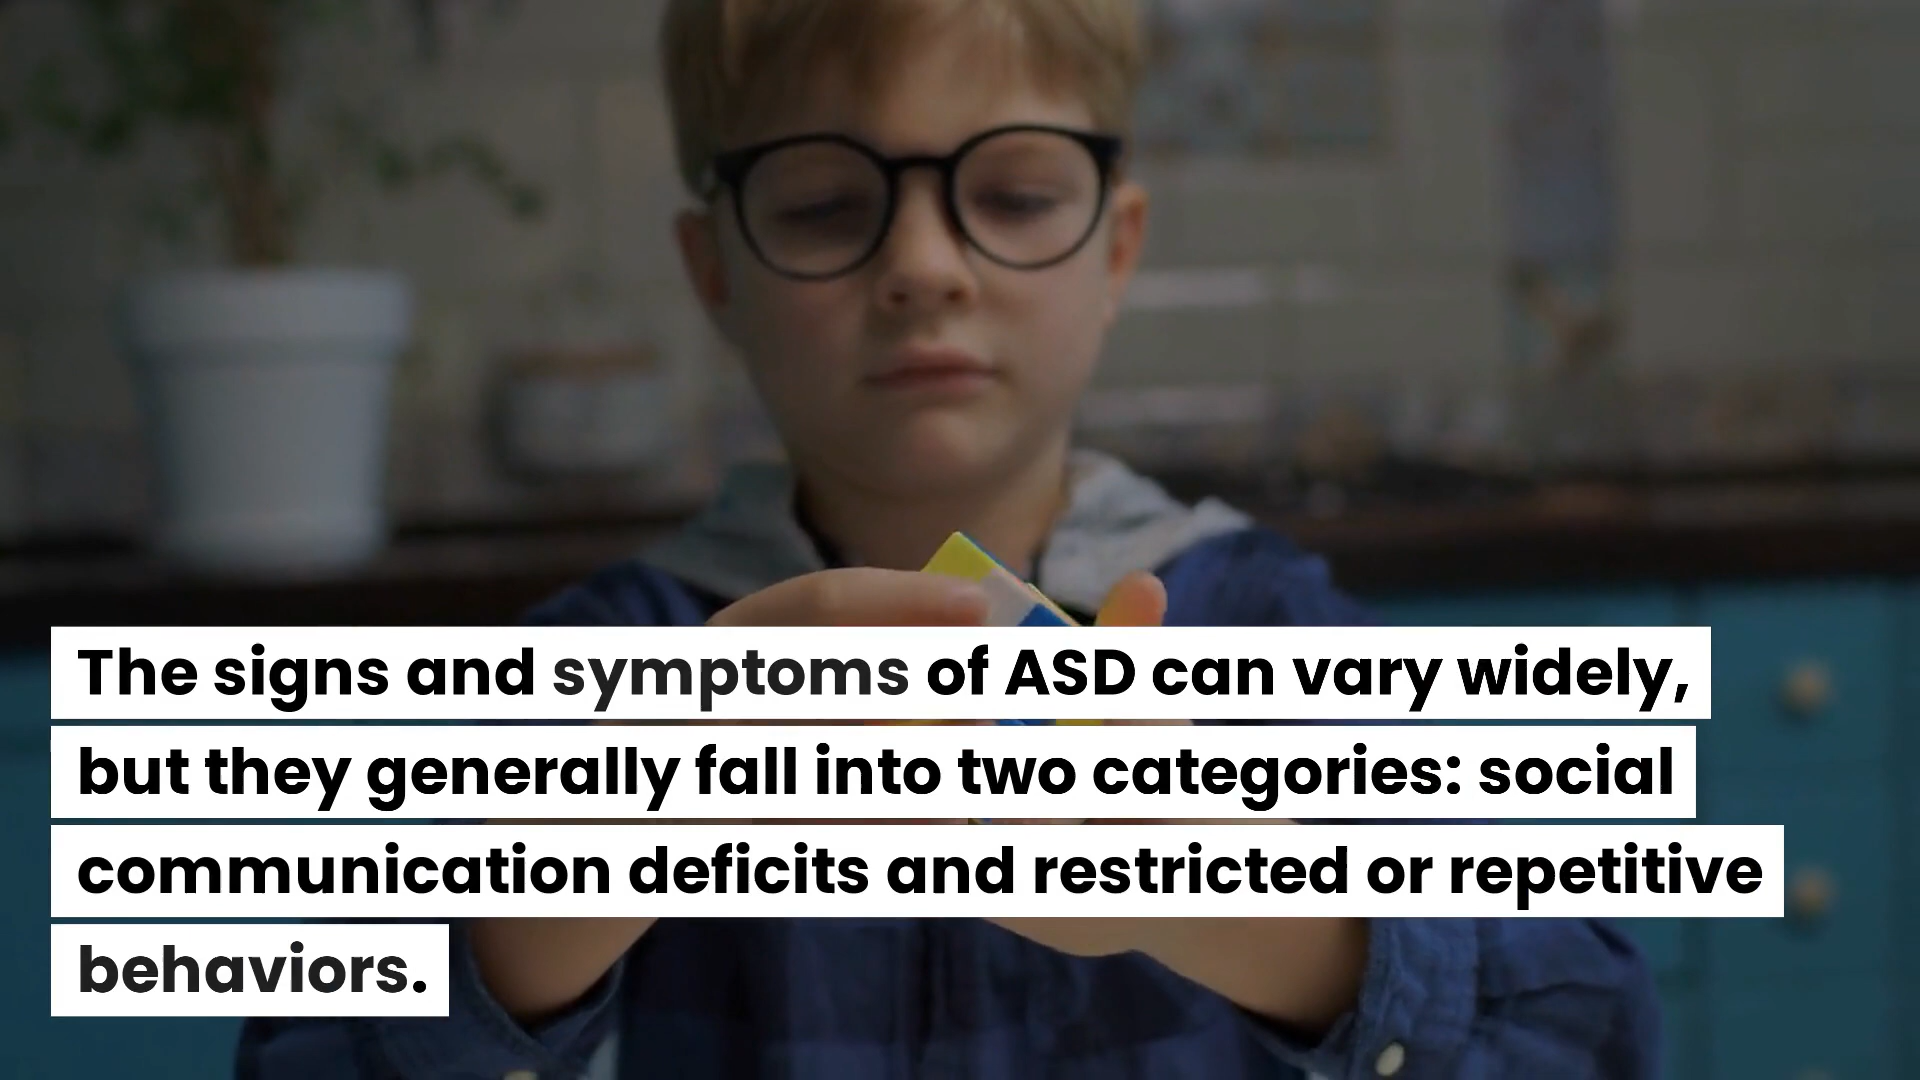 The signs and symptoms of ASD can vary widely,
but they generally fall into two categories: social
communication deficits and restricted or repetitive
behaviors.